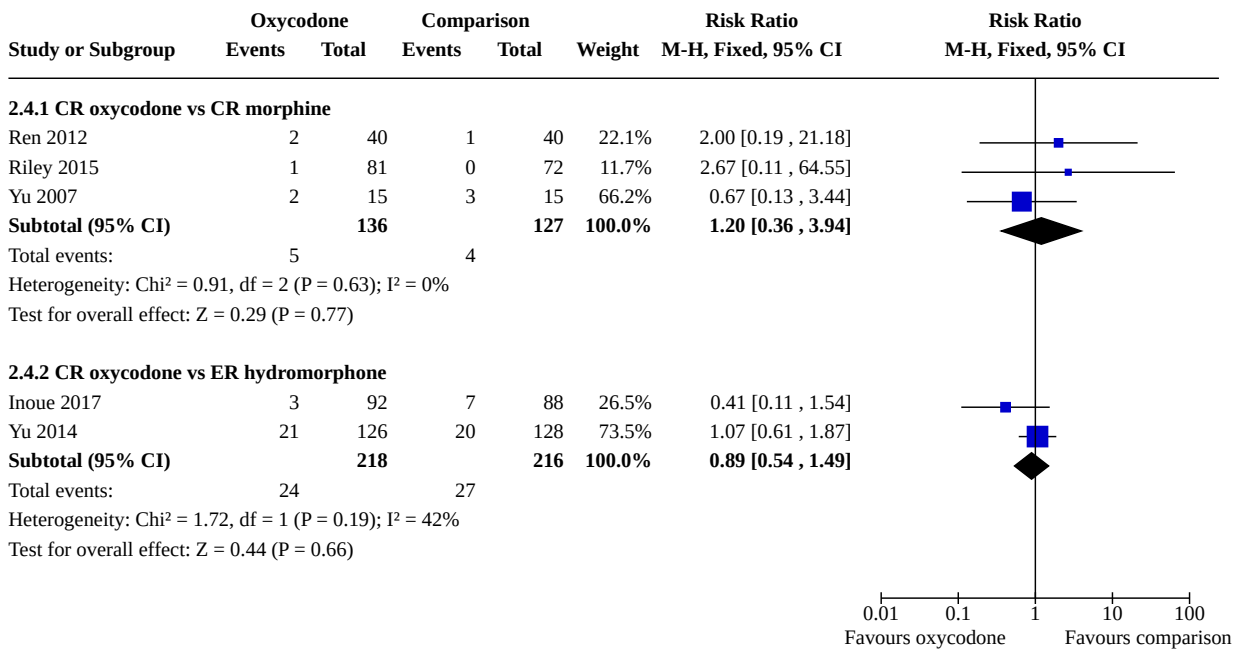 Oxycodone Comparison Risk Ratio Risk Ratio
Study or Subgroup Events Total Events Total Weight M-H, Fixed, 95% CI M-H, Fixed, 95% CI
2.4.1 CR oxycodone vs CR morphine
Ren 2012 2 40 1 40 22.1% 2.00 [0.19 , 21.18]
Riley 2015 1 81 0 72 11.7% 2.67 [0.11 , 64.55]
Yu 2007 2 15 3 15 66.2% 0.67 [0.13 , 3.44]
Subtotal (95% CI) 136 127 100.0% 1.20 [0.36 , 3.94]
Total events: 5 4
Heterogeneity: Chi² = 0.91, df = 2 (P = 0.63); I² = 0%
Test for overall effect: Z = 0.29 (P = 0.77)
2.4.2 CR oxycodone vs ER hydromorphone
Inoue 2017 3 92 7 88 26.5% 0.41 [0.11 , 1.54]
Yu 2014 21 126 20 128 73.5% 1.07 [0.61 , 1.87]
Subtotal (95% CI) 218 216 100.0% 0.89 [0.54 , 1.49]
Total events: 24 27
Heterogeneity: Chi² = 1.72, df = 1 (P = 0.19); I² = 42%
Test for overall effect: Z = 0.44 (P = 0.66)
0.01 0.1 1 10 100
Favours oxycodone Favours comparison